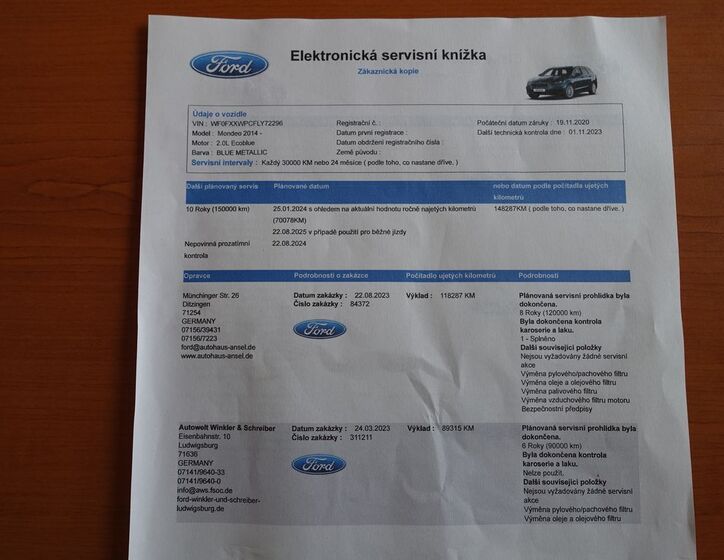 Ford
Elektronická servisní knížka
Zákaznická kopie
Údaje o vozidle
VIN : WF0FXXWPCFLY72296 Registrační č. : Počáteční datum záruky : 19.11.2020
Model : Mondeo 2014 - Datum první registrace : Další technická kontrola dne : 01.11.2023
Motor : 2.0L Ecoblue Datum obdržení registračního čísla :
Barva : BLUE METALLIC Země původu :
Servisní intervaly : Každý 30000 KM nebo 24 měsíce ( podle toho, co nastane dříve. )
Další plánovaný servis Plánované datum nebo datum podle počítadla ujetých
kilometrů
10 Roky (150000 km) 25.01.2024 s ohledem na aktuální hodnotu ročně najetých kilometrů 148287KM ( podle toho, co nastane dříve. )
(70078KM)
22.08.2025 v případě použití pro běžné jízdy
Nepovinná prozatímní 22.08.2024
kontrola
Opravce Podrobnosti o zakázce Počítadlo ujetých kilometrů Podrobnosti
Münchinger Str. 26 Datum zakázky : 22.08.2023 Výklad : 118287 KM Plánovaná servisní prohlídka byla
Ditzingen Číslo zakázky : 84372 dokončena.
71254 8 Roky (120000 km)
GERMANY Byla dokončena kontrola
07156/39431 Ford karoserie a laku.
07156/7223 1 - Splněno
ford@autohaus-ansel.de Další související položky
www.autohaus-ansel.de Nejsou vyžadovány žádné servisní
akce
Výměna pylového/pachového filtru
Výměna oleje a olejového filtru
Výměna palivového filtru
Výměna vzduchového filtru motoru
Bezpečnostní předpisy
Autowelt Winkler & Schreiber Datum zakázky : 24.03.2023 Výklad : 89315 KM Plánovaná servisní prohlídka byla
Eisenbahnstr. 10 Číslo zakázky : 311211 dokončena.
Ludwigsburg 6 Roky (90000 km)
71636 Byla dokončena kontrola
GERMANY Ford karoserie a laku.
07141/9640-33 Nelze použít.
07141/9640-0 Další související položky
info@aws.fsoc.de Nejsou vyžadovány žádné servisní
ford-winkler-und-schreiber- akce
ludwigsburg.de Výměna pylového/pachového filtru
Výměna oleje a olejového filtru